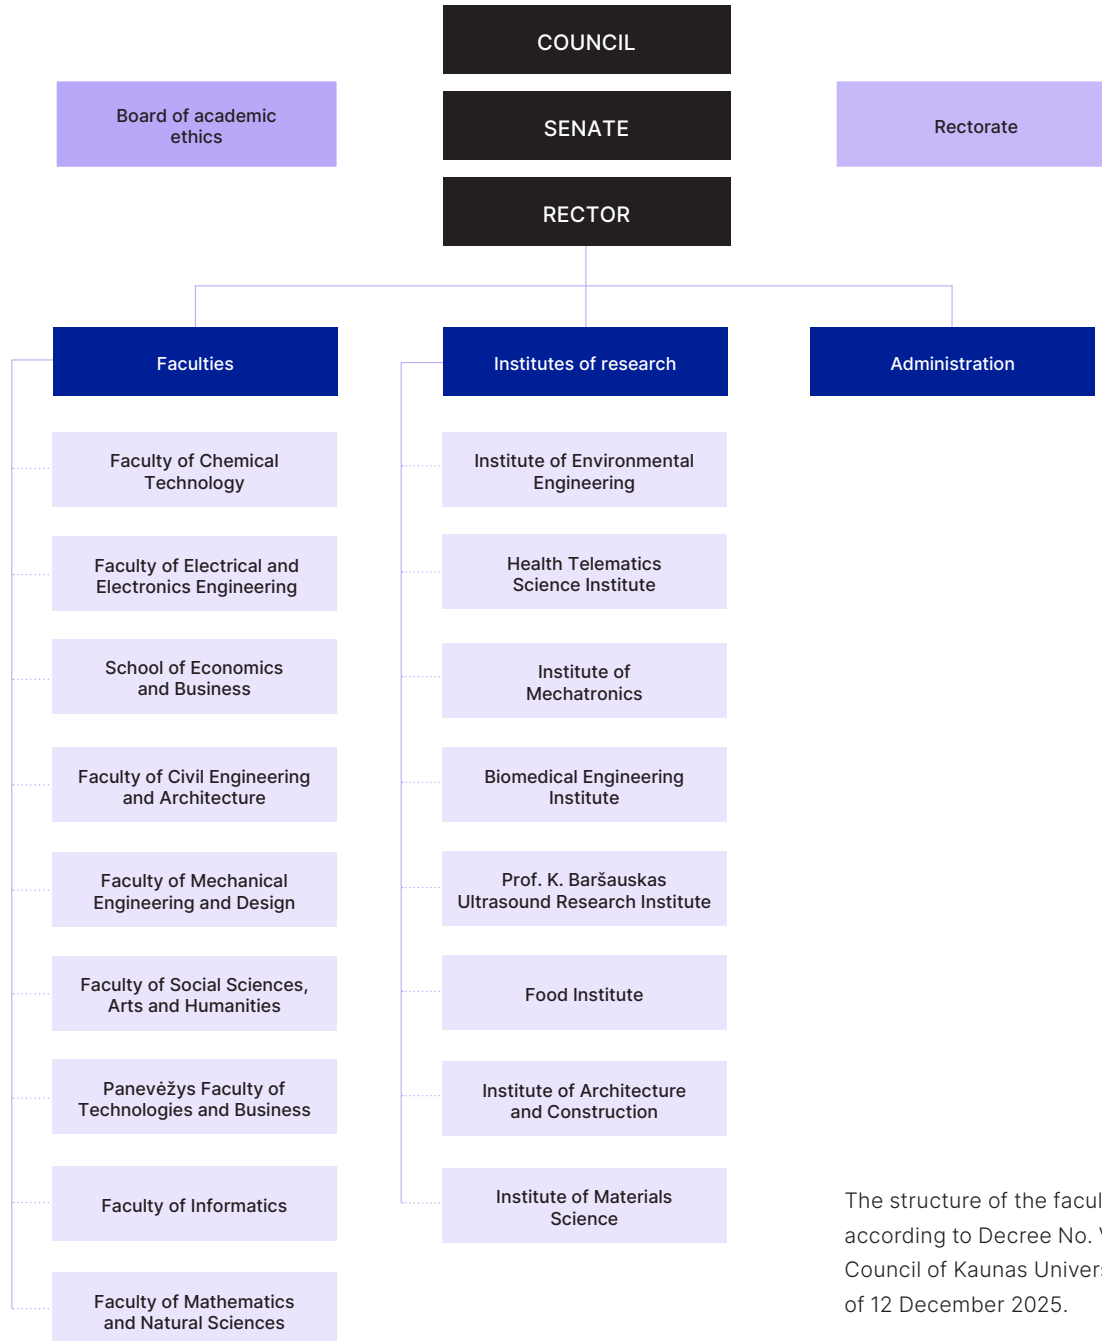 COUNCIL
Board of academic
ethics
SENATE
Rectorate
RECTOR
Faculties
Institutes of research
Administration
Faculty of Chemical
Technology
Faculty of Electrical and
Electronics Engineering
School of Economics
and Business
Faculty of Civil Engineering
and Architecture
Faculty of Mechanical
Engineering and Design
Faculty of Social Sciences,
Arts and Humanities
Panevėžys Faculty of
Technologies and Business
Faculty of Informatics
Faculty of Mathematics
and Natural Sciences
Institute of Environmental
Engineering
Health Telematics
Science Institute
Institute of
Mechatronics
Biomedical Engineering
Institute
Prof. K. Baršauskas
Ultrasound Research Institute
Food Institute
Institute of Architecture
and Construction
Institute of Materials
Science
The structure of the
according to Decree No.
Council of Kaunas
of 12 December 2025.